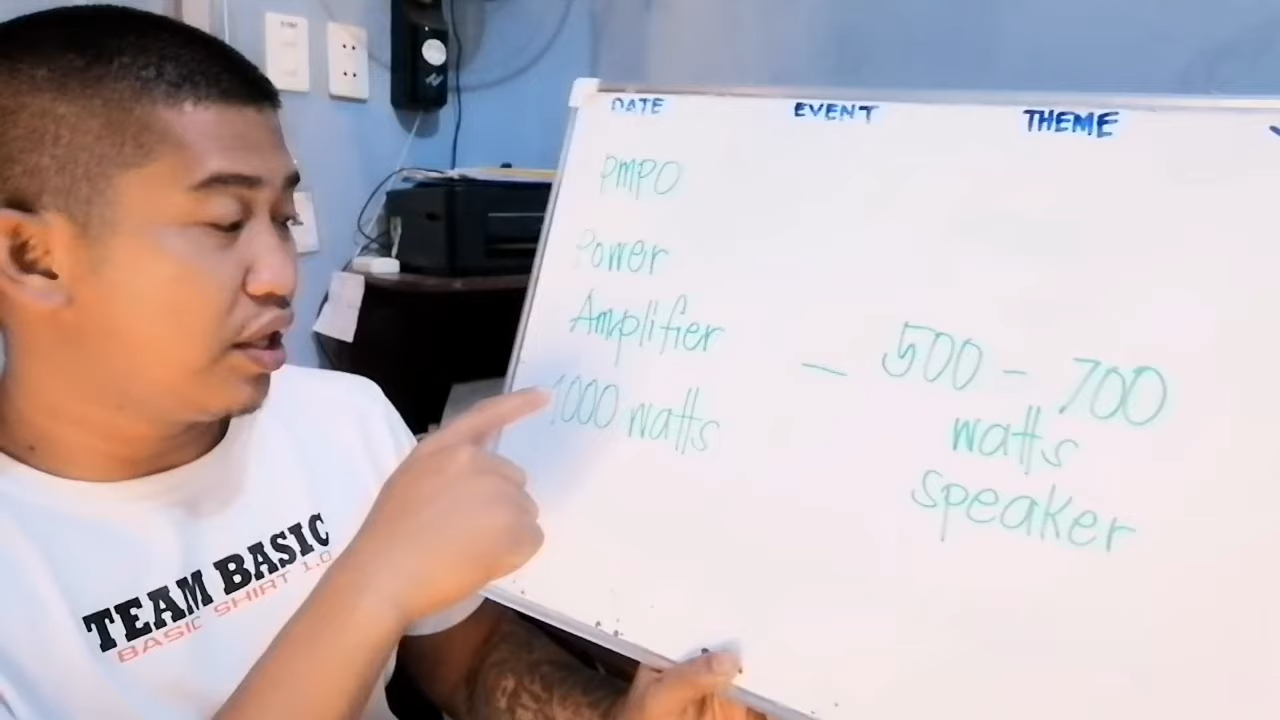 DATE EVENT THEME
PMPO
Power
Amplifier
1000 watts
— 500 - 700
watts
speaker
TEAM BASIC
BASIC SHIRT 1.0